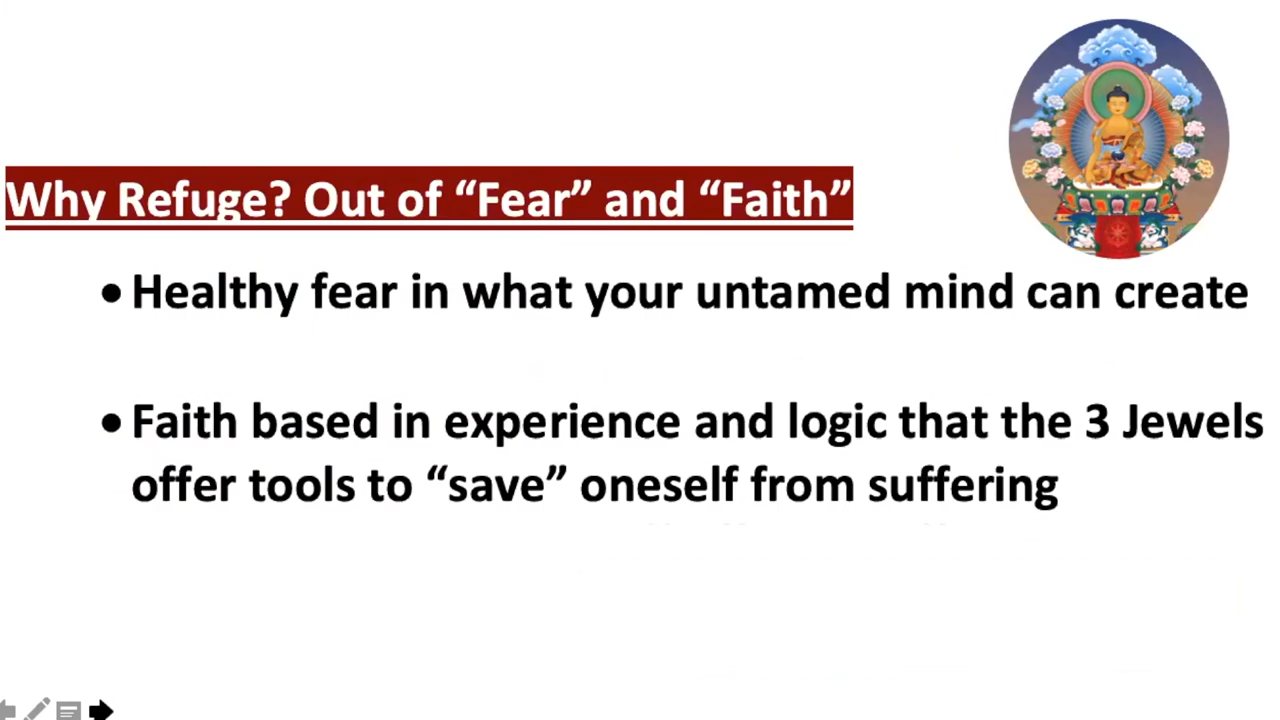 Why Refuge? Out of “Fear” and “Faith”
•Healthy fear in what your untamed mind can create
•Faith based in experience and logic that the 3 Jewels
offer tools to “save” oneself from suffering